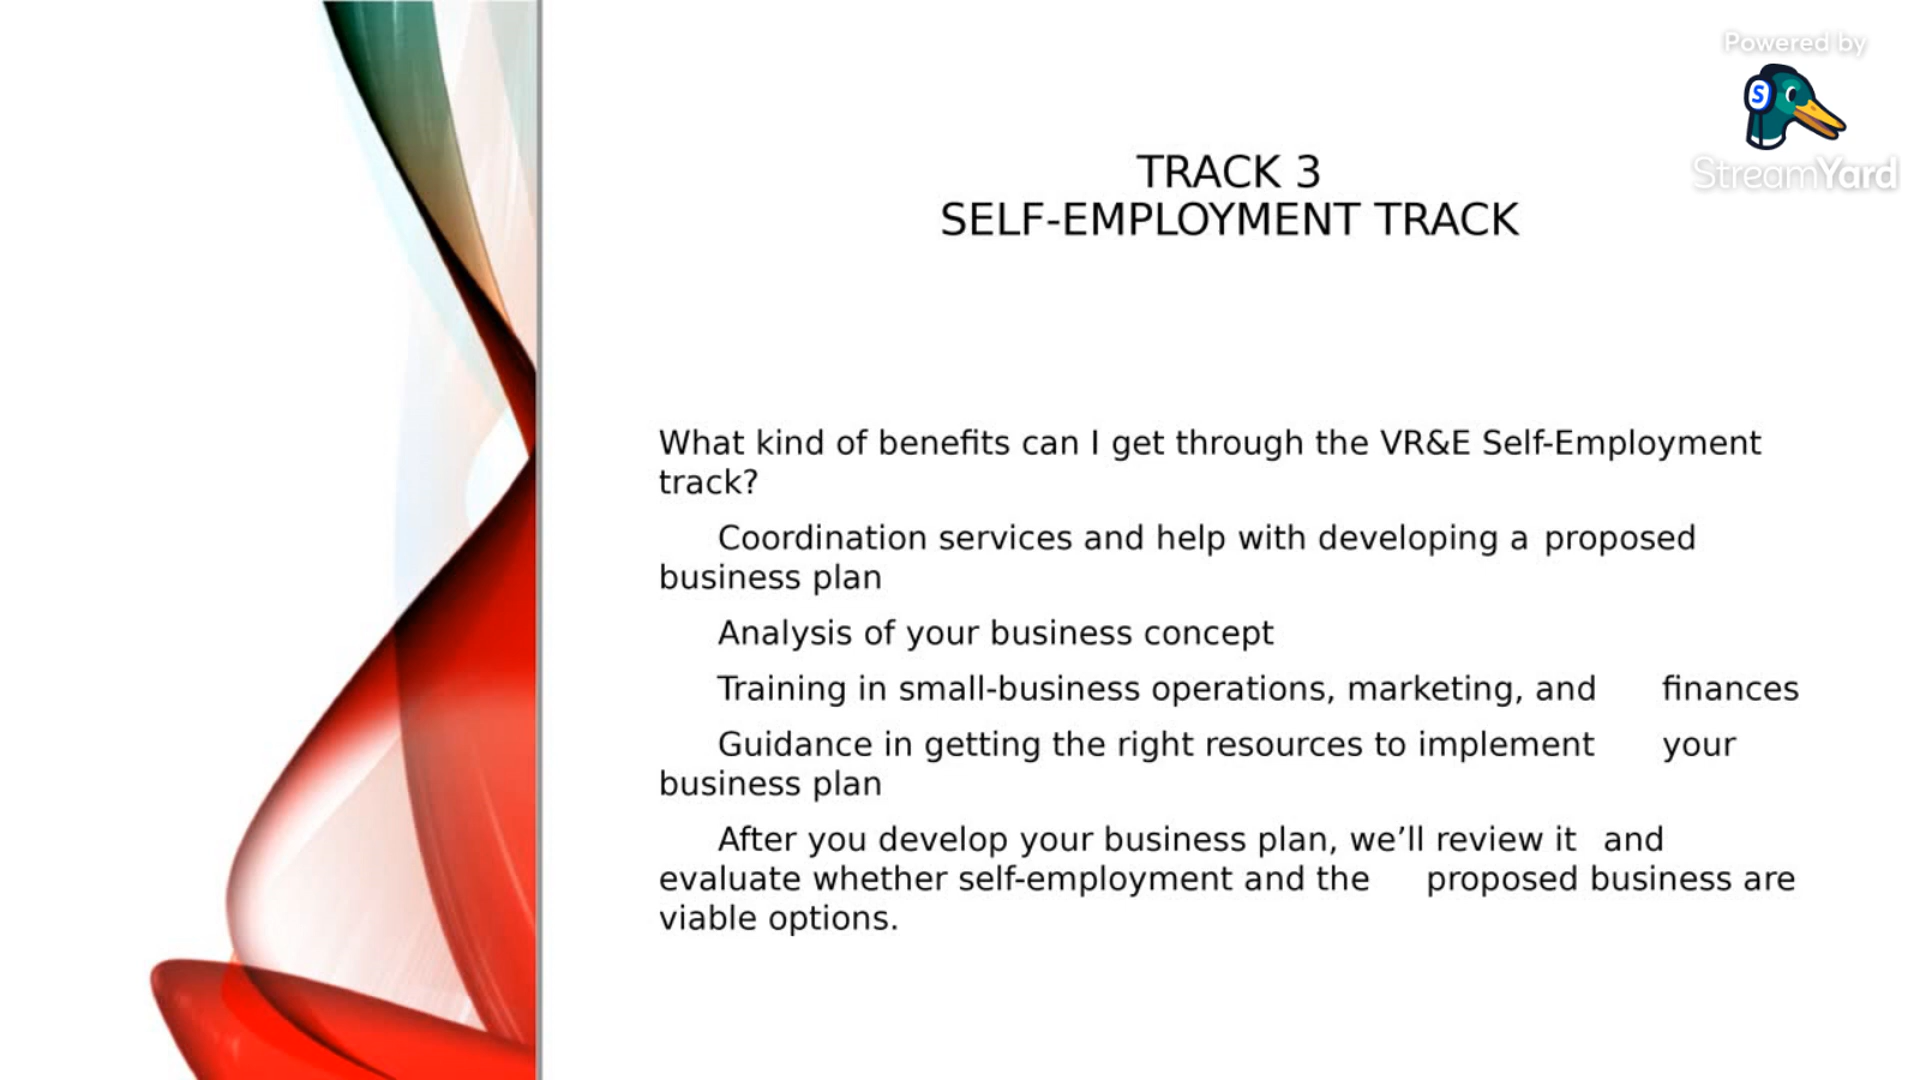 Powered by
S
StreamYard
TRACK 3
SELF-EMPLOYMENT TRACK
What kind of benefits can I get through the VR&E Self-Employment
track?
Coordination services and help with developing a proposed
business plan
Analysis of your business concept
Training in small-business operations, marketing, and finances
Guidance in getting the right resources to implement your
business plan
After you develop your business plan, we’ll review it and
evaluate whether self-employment and the proposed business are
viable options.